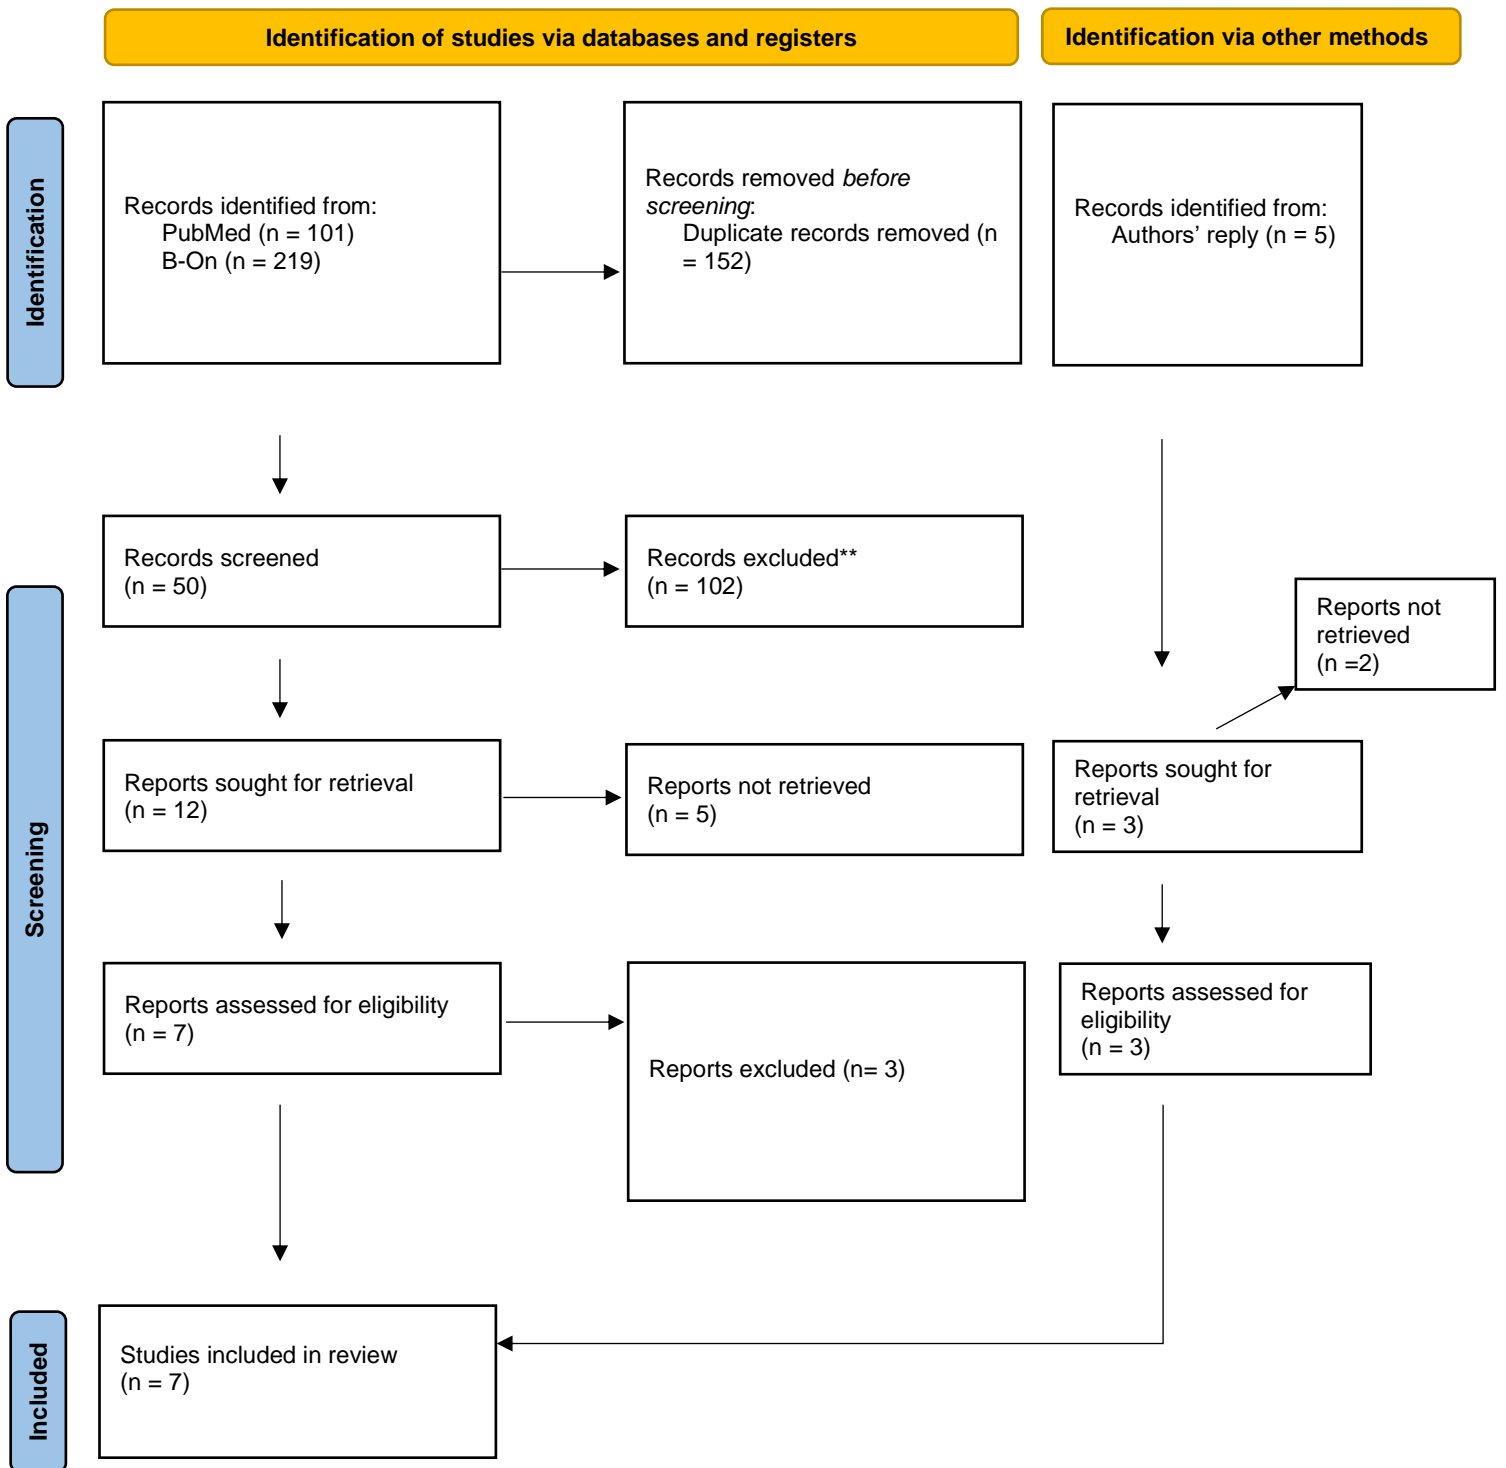 Identification of studies via databases and registers
Identification via other methods
Identification
Records identified from:
PubMed (n = 101)
B-On (n = 219)
Records removed before
screening:
Duplicate records removed (n
= 152)
Records identified from:
Authors’ reply (n = 5)
Screening
Records screened
(n = 50)
Records excluded**
(n = 102)
Reports not
retrieved
(n =2)
Reports sought for retrieval
(n = 12)
Reports not retrieved
(n = 5)
Reports sought for
retrieval
(n = 3)
Reports assessed for eligibility
(n = 7)
Reports excluded (n= 3)
Reports assessed for
eligibility
(n = 3)
Included
Studies included in review
(n = 7)